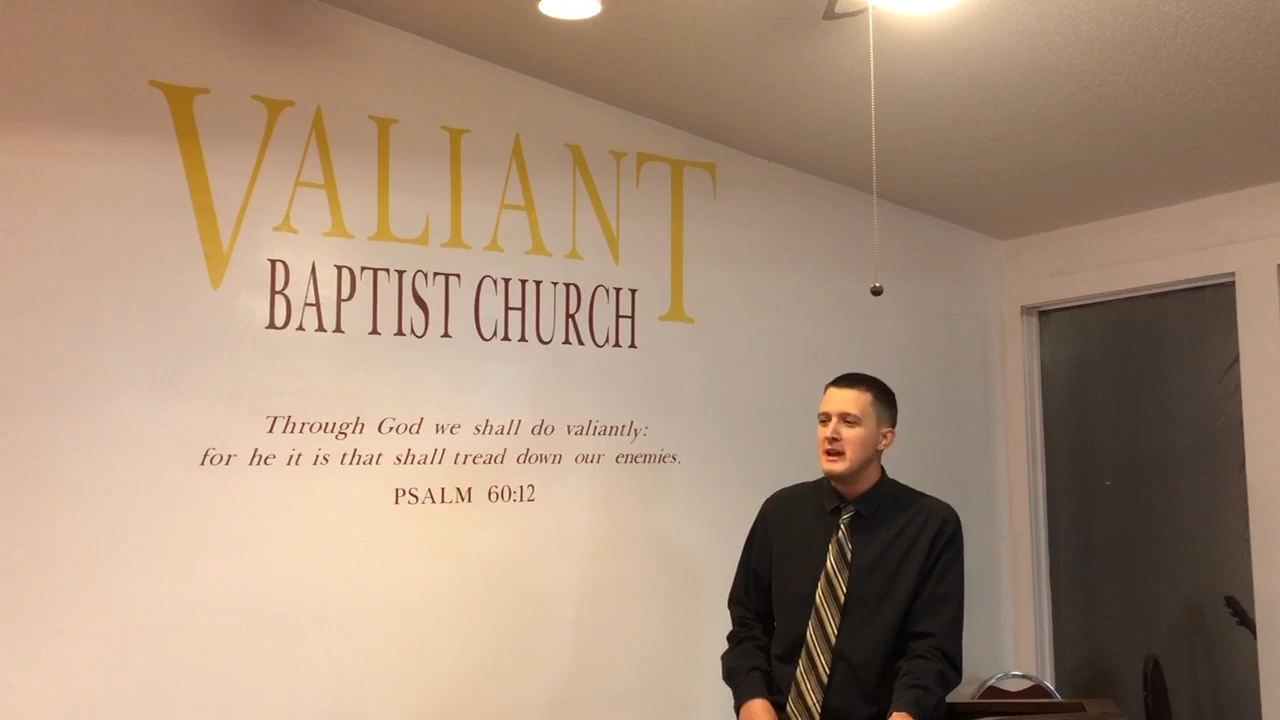 VALIANT
BAPTIST CHURCH
Through God we shall do valiantly:
for he it is that shall tread down our enemies.
PSALM 60:12